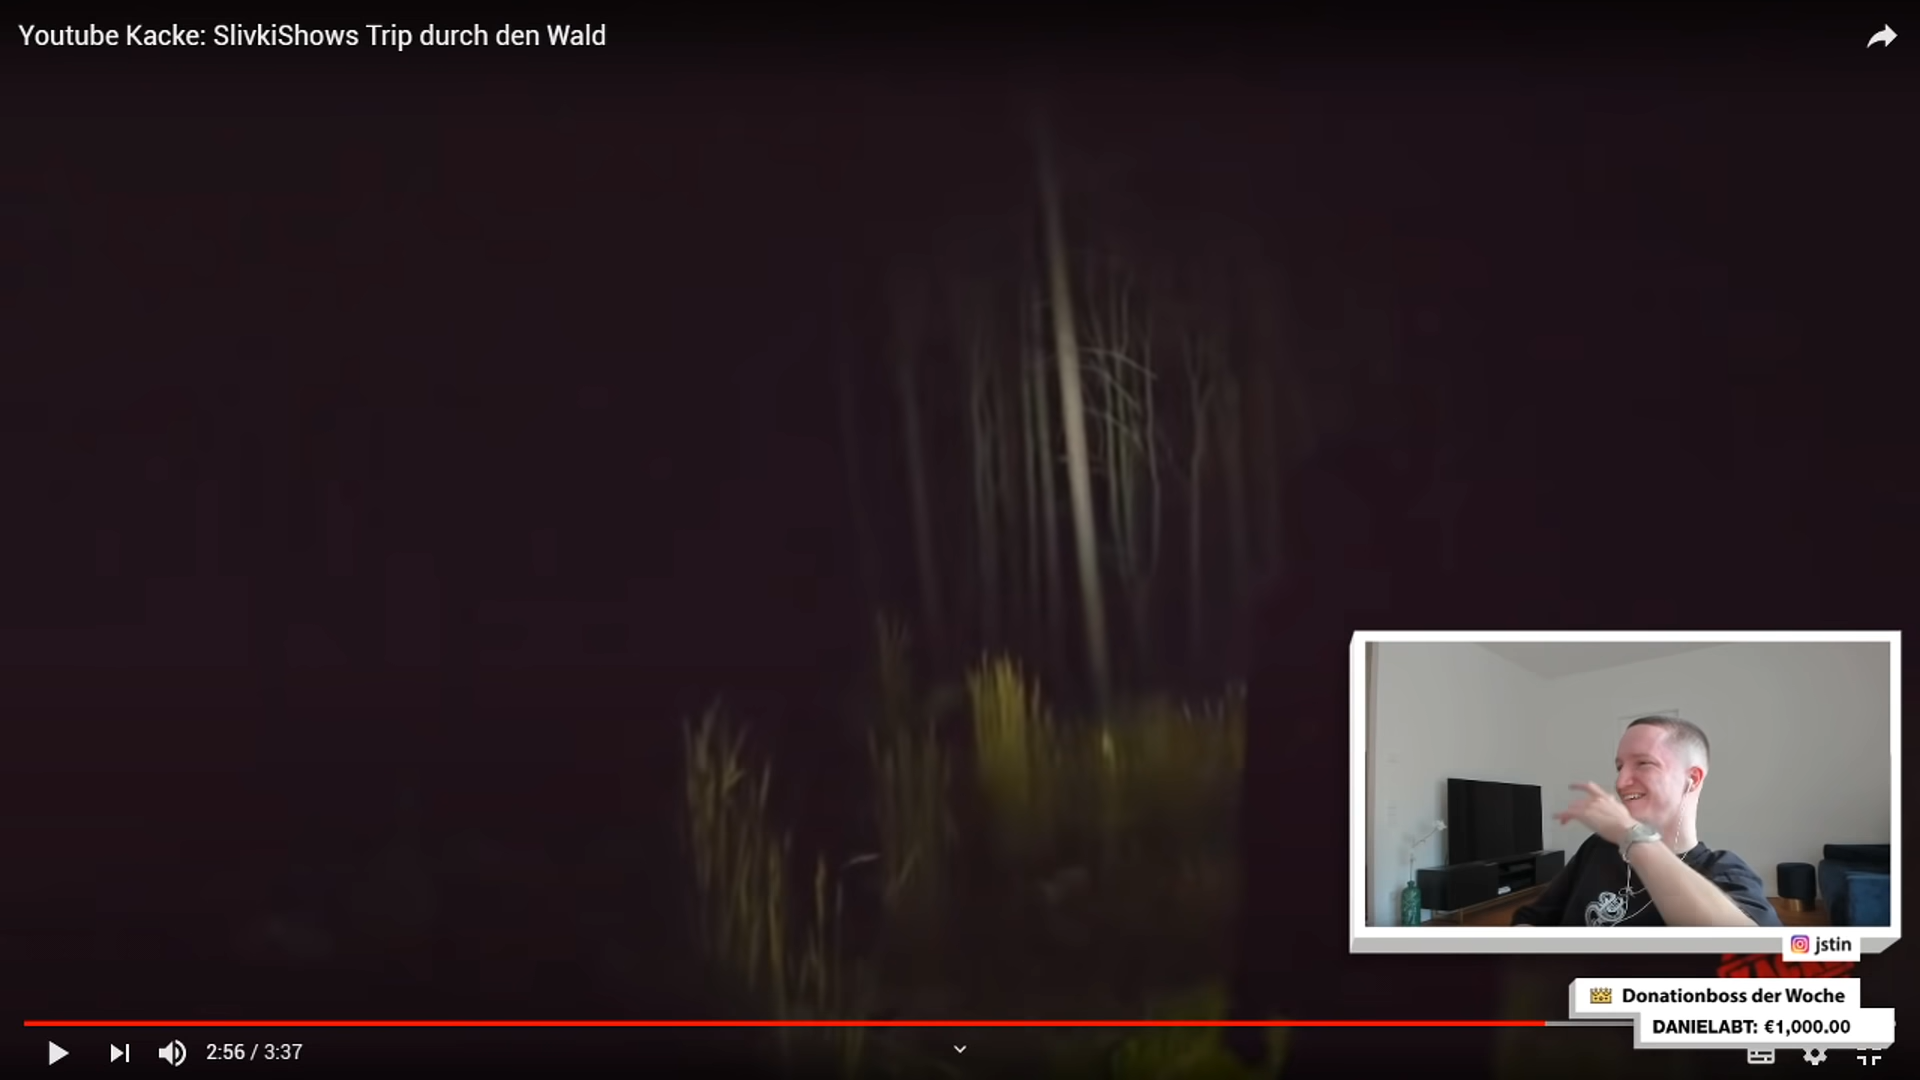 Youtube Kacke: SlivkiShows Trip durch den Wald
jstin
Donationboss der Woche
DANIELABT: €1,000.00
2:56 / 3:37